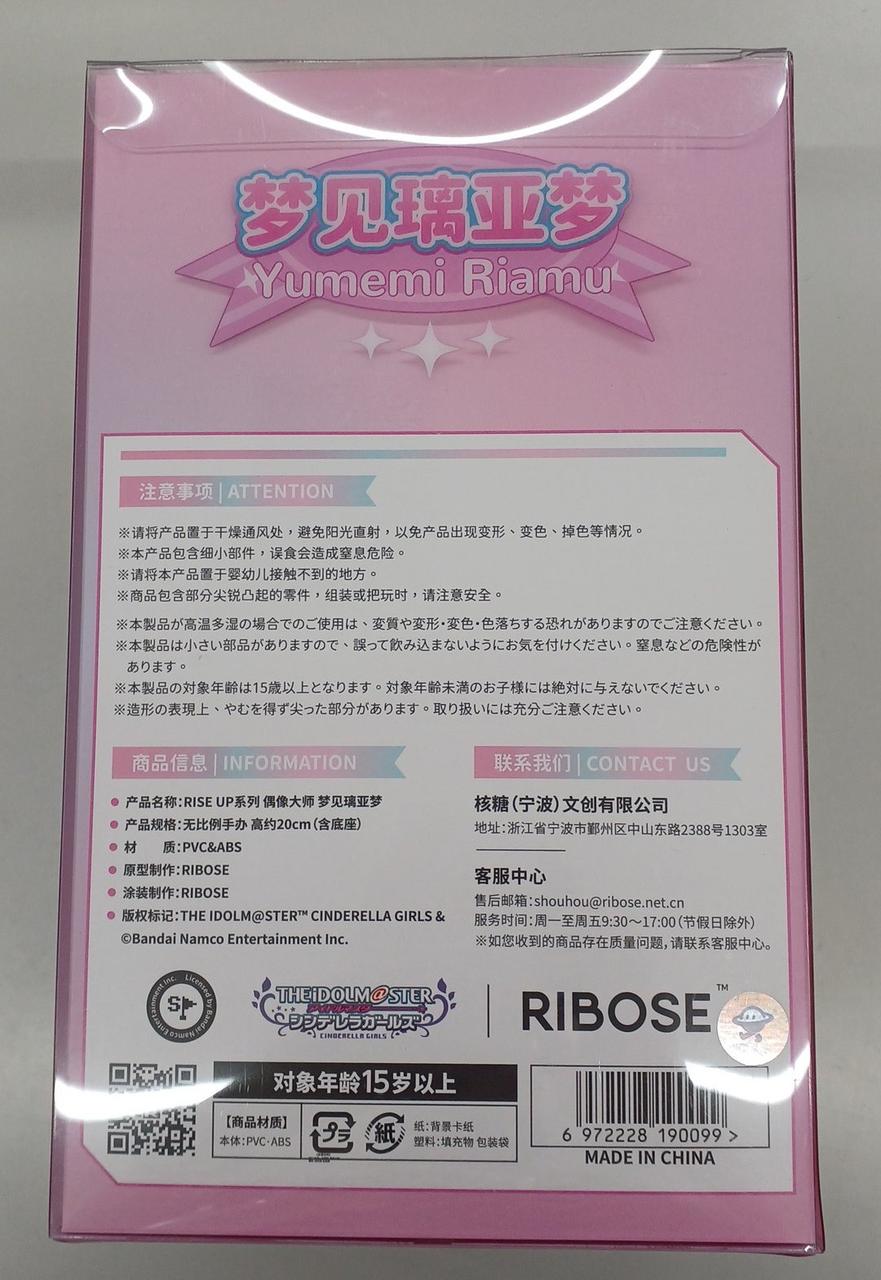 梦见璃亚梦
Yumemi Riamu
注意事项 | ATTENTION
※请将产品置于干燥通风处，避免阳光直射，以免产品出现变形、变色、掉色等情况。
※本产品包含细小部件，误食会造成窒息危险。
※请将本产品置于婴幼儿接触不到的地方。
※商品包含部分尖锐凸起的零件，组装或把玩时，请注意安全。
※本製品が高温多湿の場合でのご使用は、変質や変形・変色・色落ちする恐れがありますのでご注意ください。
※本製品は小さい部品がありますので、誤って飲み込まないようにお気を付けください。窒息などの危険性が
あります。
※本製品の対象年齢は15歳以上となります。対象年齢未満のお子様には絶対に与えないでください。
※造形の表現上、やむを得ず尖った部分があります。取り扱いには充分ご注意ください。
商品信息 | INFORMATION
产品名称：RISE UP系列 偶像大师 梦见璃亚梦
产品规格：无比例手办 高约20cm（含底座）
材　　质：PVC&ABS
原型制作：RIBOSE
涂装制作：RIBOSE
版权标记：THE IDOLM@STER™ CINDERELLA GIRLS &
©Bandai Namco Entertainment Inc.
联系我们 | CONTACT US
核糖（宁波）文创有限公司
地址：浙江省宁波市鄞州区中山东路2388号1303室
客服中心
售后邮箱：shouhou@ribose.net.cn
服务时间：周一至周五9:30～17:00（节假日除外）
※如您收到的商品存在质量问题，请联系客服中心。
Licensed by Bandai Namco Entertainment Inc.
THE iDOLM@STER
アイドルマスター
シンデレラガールズ
CINDERELLA GIRLS
RIBOSE™
对象年龄15岁以上
【商品材质】
本体：PVC・ABS
プラ
紙
纸：背景卡纸
塑料：填充物 包装袋
6 972228 190099 >
MADE IN CHINA